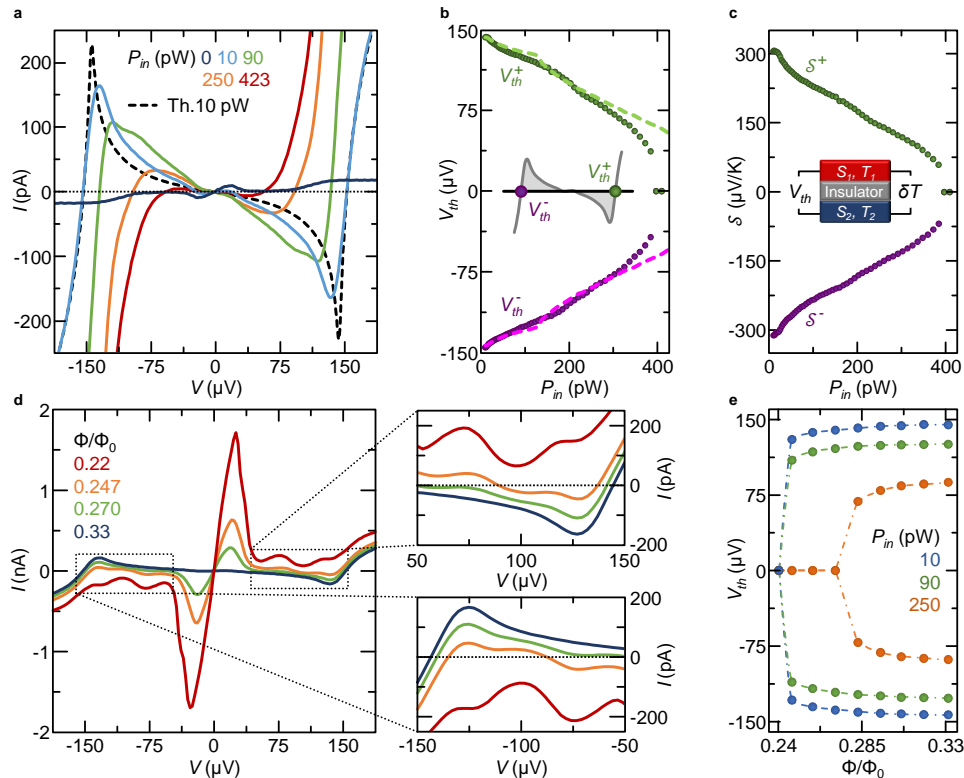 a
P_in (pW) 0 10 90
250 423
Th.10 pW
200
100
0
-100
-200
I (pA)
-150 -75 0 75 150
V (µV)
b
150
75
0
-75
-150
V_th (µV)
V_th^+
V_th^+
V_th^-
V_th^-
0 200 400
P_in (pW)
c
300
150
0
-150
-300
𝒮 (µV/K)
𝒮^+
S_1, T_1
V_th Insulator δT
S_2, T_2
𝒮^-
0 200 400
P_in (pW)
d
2
1
0
-1
-2
I (nA)
Φ/Φ_0
0.22
0.247
0.270
0.33
-150 -75 0 75 150
V (µV)
200
0
-200
I (pA)
50 100 150
V (µV)
200
0
-200
I (pA)
-150 -100 -50
V (µV)
e
150
75
0
-75
-150
V_th (µV)
P_in (pW)
10
90
250
0.24 0.285 0.33
Φ/Φ_0